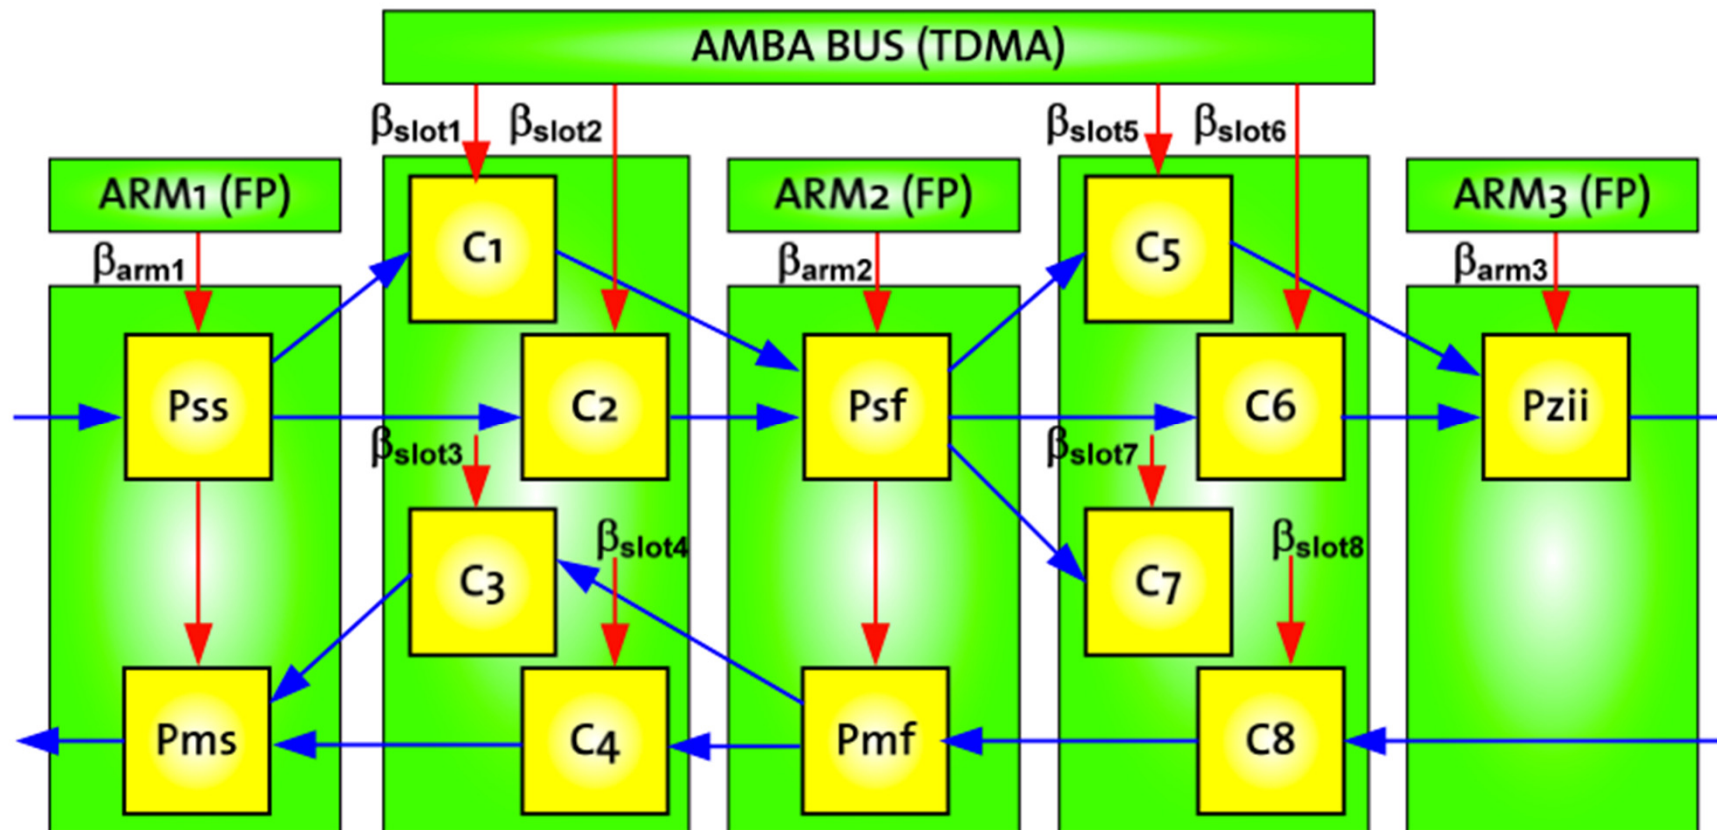 AMBA BUS (TDMA)
βslot1
βslot2
βslot5
βslot6
ARM1 (FP)
ARM2 (FP)
ARM3 (FP)
C1
C5
βarm1
βarm2
βarm3
Pss
C2
Psf
C6
Pzii
βslot3
βslot7
βslot4
βslot8
C3
C7
Pms
C4
Pmf
C8